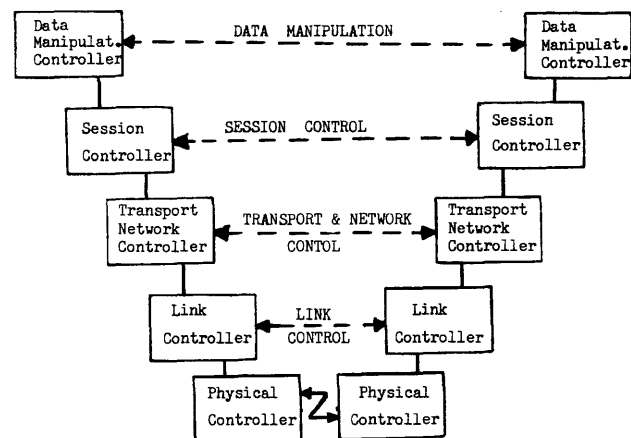 Data
Manipulat.
Controller
DATA MANIPULATION
Data
Manipulat.
Controller
Session
Controller
SESSION CONTROL
Session
Controller
Transport
Network
Controller
TRANSPORT & NETWORK
CONTOL
Transport
Network
Controller
Link
Controller
LINK
CONTROL
Link
Controller
Physical
Controller
Physical
Controller